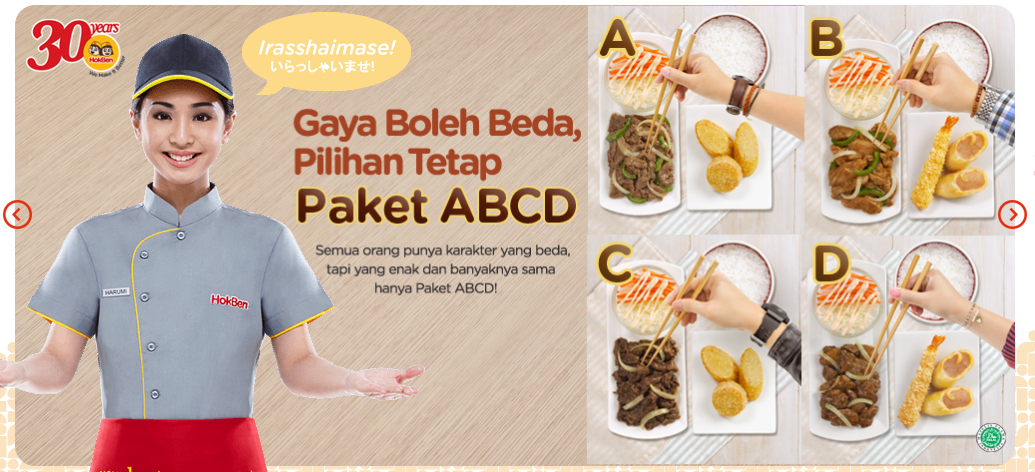 30 years
HokBen
Irasshaimase!
いらっしゃいませ!
Gaya Boleh Beda,
Pilihan Tetap
Paket ABCD
Semua orang punya karakter yang beda,
tapi yang enak dan banyaknya sama
hanya Paket ABCD!
HARUMI
HokBen
A
B
C
D